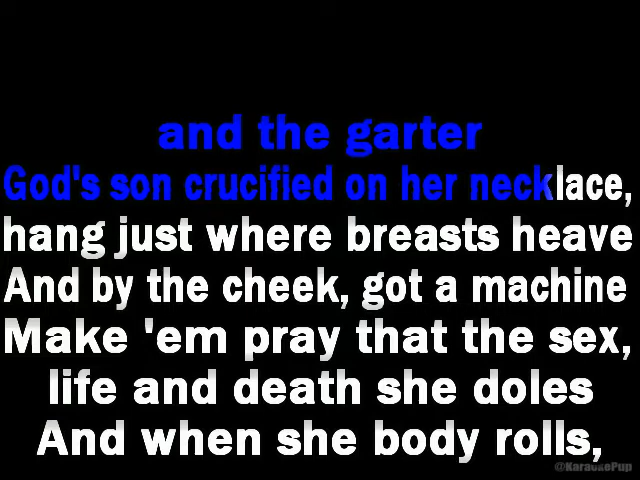 and the garter
God's son crucified on her necklace,
hang just where breasts heave
And by the cheek, got a machine
Make 'em pray that the sex,
life and death she doles
And when she body rolls,
@KaraokePup